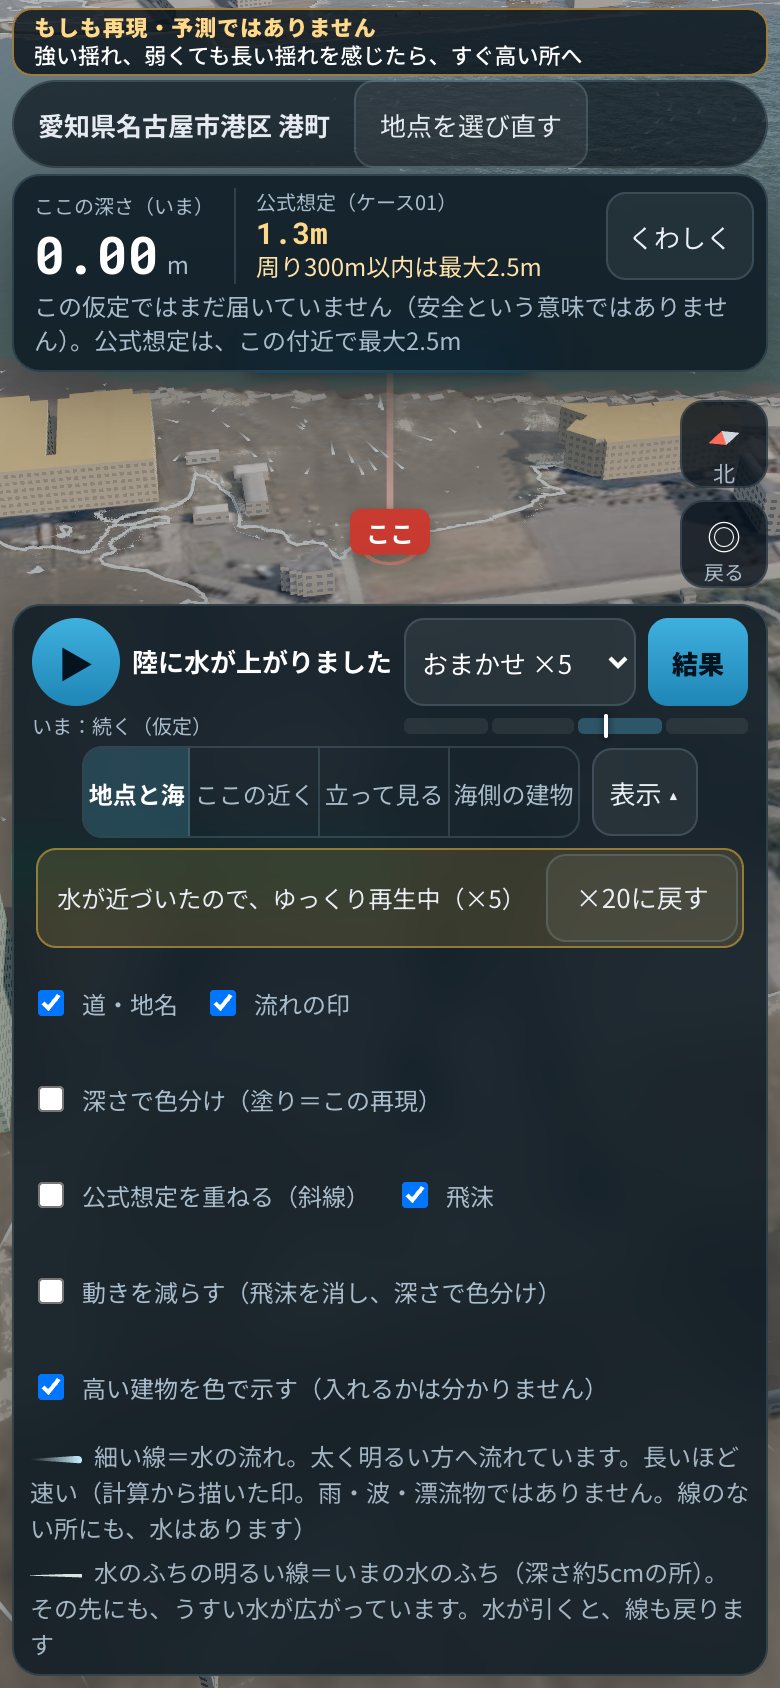 もしも再現・予測ではありません
強い揺れ、弱くても長い揺れを感じたら、すぐ高い所へ
愛知県名古屋市港区 港町
地点を選び直す
ここの深さ（いま）
0.00 m
公式想定（ケース01）
1.3m
周り300m以内は最大2.5m
くわしく
この仮定ではまだ届いていません（安全という意味ではありませ
ん）。公式想定は、この付近で最大2.5m
北
ここ
戻る
陸に水が上がりました
おまかせ ×5
結果
いま：続く（仮定）
地点と海
ここの近く
立って見る
海側の建物
表示 ▴
水が近づいたので、ゆっくり再生中（×5）
×20に戻す
道・地名
流れの印
深さで色分け（塗り＝この再現）
公式想定を重ねる（斜線）
飛沫
動きを減らす（飛沫を消し、深さで色分け）
高い建物を色で示す（入れるかは分かりません）
細い線＝水の流れ。太く明るい方へ流れています。長いほど
速い（計算から描いた印。雨・波・漂流物ではありません。線のな
い所にも、水はあります）
水のふちの明るい線＝いまの水のふち（深さ約5cmの所）。
その先にも、うすい水が広がっています。水が引くと、線も戻りま
す